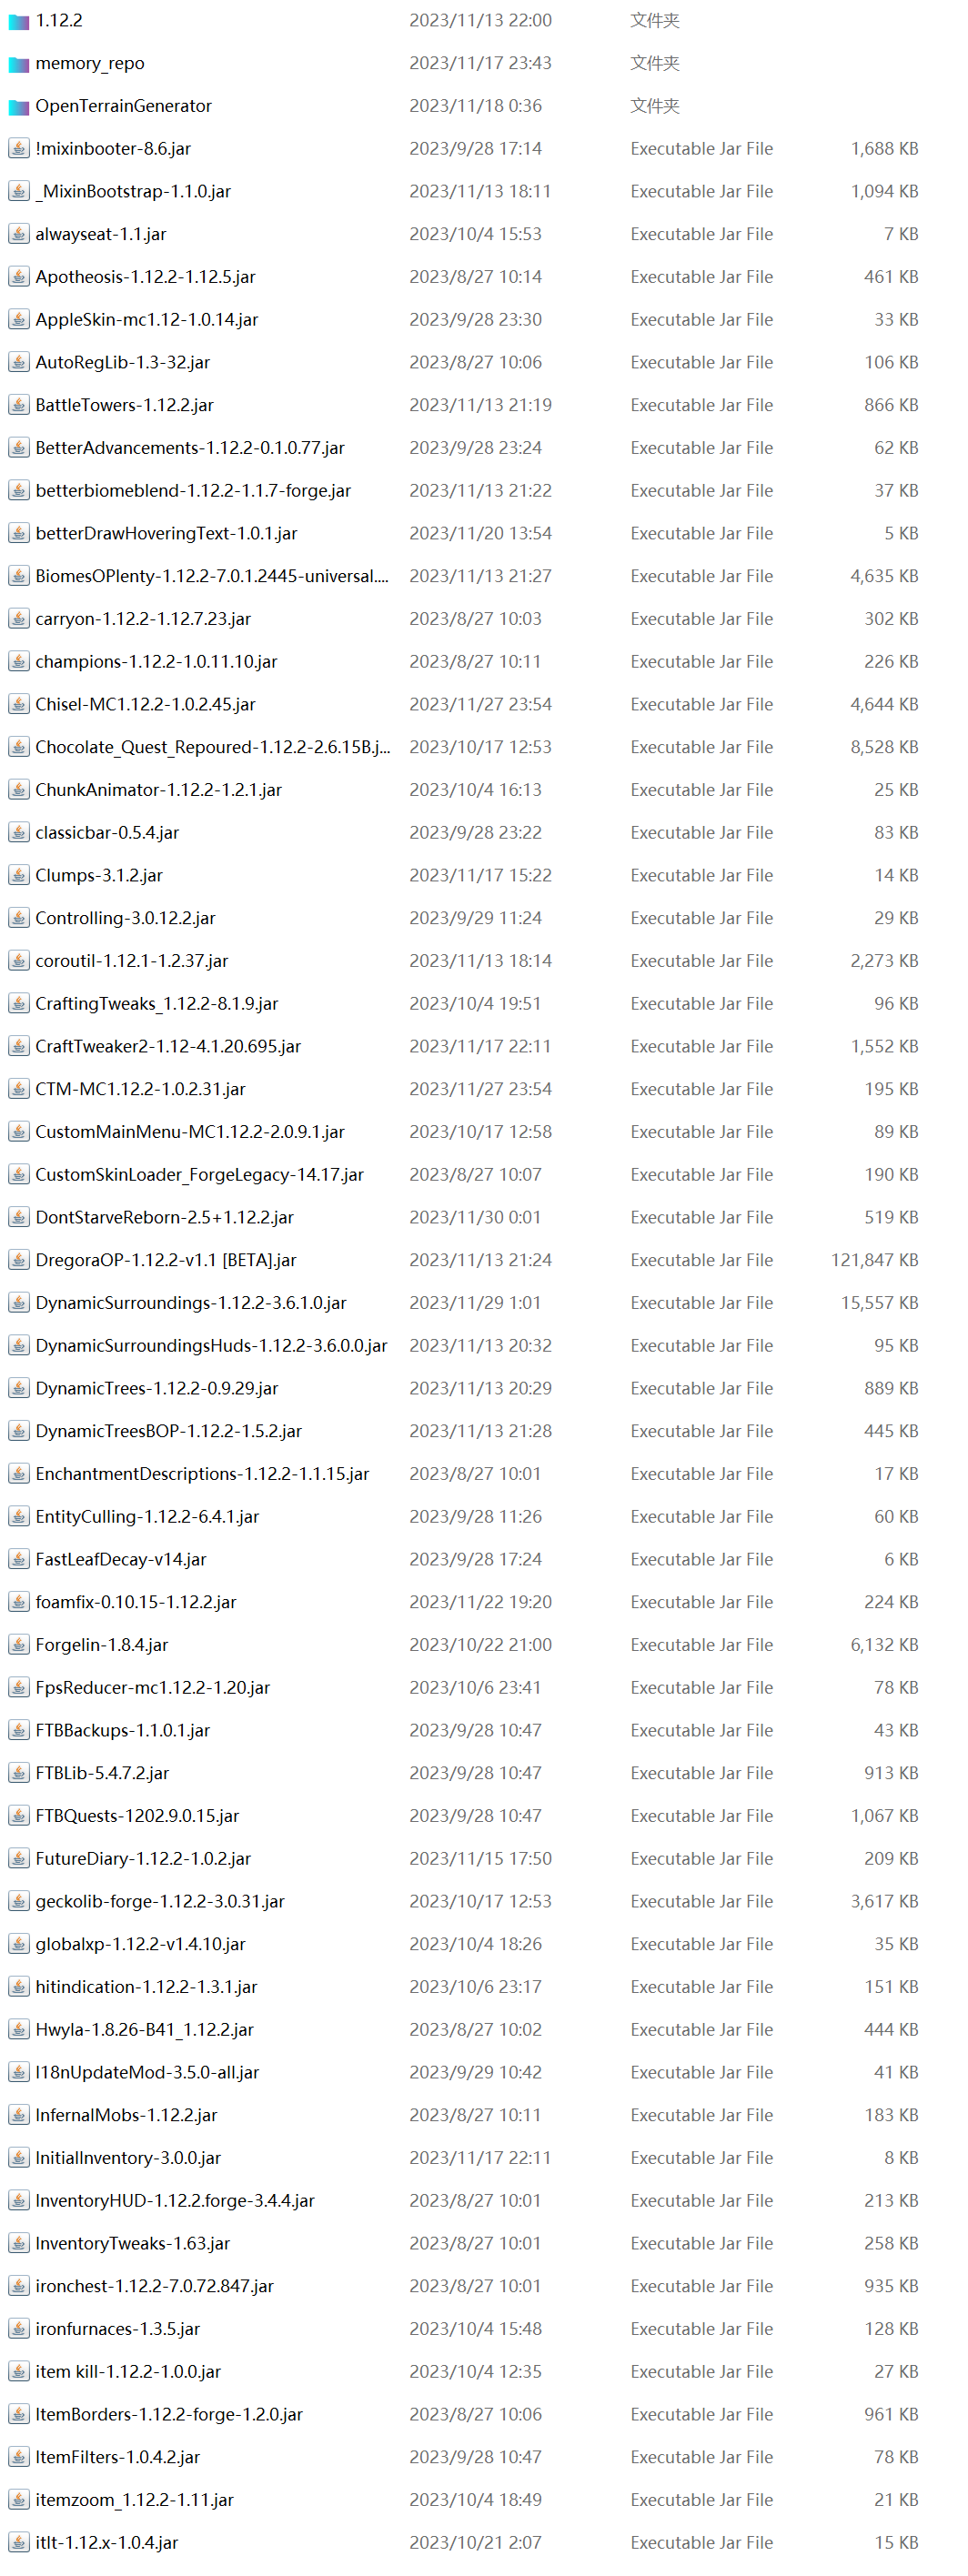 1.12.2 2023/11/13 22:00 文件夹
memory_repo 2023/11/17 23:43 文件夹
OpenTerrainGenerator 2023/11/18 0:36 文件夹
!mixinbooter-8.6.jar 2023/9/28 17:14 Executable Jar File 1,688 KB
_MixinBootstrap-1.1.0.jar 2023/11/13 18:11 Executable Jar File 1,094 KB
alwayseat-1.1.jar 2023/10/4 15:53 Executable Jar File 7 KB
Apotheosis-1.12.2-1.12.5.jar 2023/8/27 10:14 Executable Jar File 461 KB
AppleSkin-mc1.12-1.0.14.jar 2023/9/28 23:30 Executable Jar File 33 KB
AutoRegLib-1.3-32.jar 2023/8/27 10:06 Executable Jar File 106 KB
BattleTowers-1.12.2.jar 2023/11/13 21:19 Executable Jar File 866 KB
BetterAdvancements-1.12.2-0.1.0.77.jar 2023/9/28 23:24 Executable Jar File 62 KB
betterbiomeblend-1.12.2-1.1.7-forge.jar 2023/11/13 21:22 Executable Jar File 37 KB
betterDrawHoveringText-1.0.1.jar 2023/11/20 13:54 Executable Jar File 5 KB
BiomesOPlenty-1.12.2-7.0.1.2445-universal.... 2023/11/13 21:27 Executable Jar File 4,635 KB
carryon-1.12.2-1.12.7.23.jar 2023/8/27 10:03 Executable Jar File 302 KB
champions-1.12.2-1.0.11.10.jar 2023/8/27 10:11 Executable Jar File 226 KB
Chisel-MC1.12.2-1.0.2.45.jar 2023/11/27 23:54 Executable Jar File 4,644 KB
Chocolate_Quest_Repoured-1.12.2-2.6.15B.j... 2023/10/17 12:53 Executable Jar File 8,528 KB
ChunkAnimator-1.12.2-1.2.1.jar 2023/10/4 16:13 Executable Jar File 25 KB
classicbar-0.5.4.jar 2023/9/28 23:22 Executable Jar File 83 KB
Clumps-3.1.2.jar 2023/11/17 15:22 Executable Jar File 14 KB
Controlling-3.0.12.2.jar 2023/9/29 11:24 Executable Jar File 29 KB
coroutil-1.12.1-1.2.37.jar 2023/11/13 18:14 Executable Jar File 2,273 KB
CraftingTweaks_1.12.2-8.1.9.jar 2023/10/4 19:51 Executable Jar File 96 KB
CraftTweaker2-1.12-4.1.20.695.jar 2023/11/17 22:11 Executable Jar File 1,552 KB
CTM-MC1.12.2-1.0.2.31.jar 2023/11/27 23:54 Executable Jar File 195 KB
CustomMainMenu-MC1.12.2-2.0.9.1.jar 2023/10/17 12:58 Executable Jar File 89 KB
CustomSkinLoader_ForgeLegacy-14.17.jar 2023/8/27 10:07 Executable Jar File 190 KB
DontStarveReborn-2.5+1.12.2.jar 2023/11/30 0:01 Executable Jar File 519 KB
DregoraOP-1.12.2-v1.1 [BETA].jar 2023/11/13 21:24 Executable Jar File 121,847 KB
DynamicSurroundings-1.12.2-3.6.1.0.jar 2023/11/29 1:01 Executable Jar File 15,557 KB
DynamicSurroundingsHuds-1.12.2-3.6.0.0.jar 2023/11/13 20:32 Executable Jar File 95 KB
DynamicTrees-1.12.2-0.9.29.jar 2023/11/13 20:29 Executable Jar File 889 KB
DynamicTreesBOP-1.12.2-1.5.2.jar 2023/11/13 21:28 Executable Jar File 445 KB
EnchantmentDescriptions-1.12.2-1.1.15.jar 2023/8/27 10:01 Executable Jar File 17 KB
EntityCulling-1.12.2-6.4.1.jar 2023/9/28 11:26 Executable Jar File 60 KB
FastLeafDecay-v14.jar 2023/9/28 17:24 Executable Jar File 6 KB
foamfix-0.10.15-1.12.2.jar 2023/11/22 19:20 Executable Jar File 224 KB
Forgelin-1.8.4.jar 2023/10/22 21:00 Executable Jar File 6,132 KB
FpsReducer-mc1.12.2-1.20.jar 2023/10/6 23:41 Executable Jar File 78 KB
FTBBackups-1.1.0.1.jar 2023/9/28 10:47 Executable Jar File 43 KB
FTBLib-5.4.7.2.jar 2023/9/28 10:47 Executable Jar File 913 KB
FTBQuests-1202.9.0.15.jar 2023/9/28 10:47 Executable Jar File 1,067 KB
FutureDiary-1.12.2-1.0.2.jar 2023/11/15 17:50 Executable Jar File 209 KB
geckolib-forge-1.12.2-3.0.31.jar 2023/10/17 12:53 Executable Jar File 3,617 KB
globalxp-1.12.2-v1.4.10.jar 2023/10/4 18:26 Executable Jar File 35 KB
hitindication-1.12.2-1.3.1.jar 2023/10/6 23:17 Executable Jar File 151 KB
Hwyla-1.8.26-B41_1.12.2.jar 2023/8/27 10:02 Executable Jar File 444 KB
I18nUpdateMod-3.5.0-all.jar 2023/9/29 10:42 Executable Jar File 41 KB
InfernalMobs-1.12.2.jar 2023/8/27 10:11 Executable Jar File 183 KB
InitialInventory-3.0.0.jar 2023/11/17 22:11 Executable Jar File 8 KB
InventoryHUD-1.12.2.forge-3.4.4.jar 2023/8/27 10:01 Executable Jar File 213 KB
InventoryTweaks-1.63.jar 2023/8/27 10:01 Executable Jar File 258 KB
ironchest-1.12.2-7.0.72.847.jar 2023/8/27 10:01 Executable Jar File 935 KB
ironfurnaces-1.3.5.jar 2023/10/4 15:48 Executable Jar File 128 KB
item kill-1.12.2-1.0.0.jar 2023/10/4 12:35 Executable Jar File 27 KB
ItemBorders-1.12.2-forge-1.2.0.jar 2023/8/27 10:06 Executable Jar File 961 KB
ItemFilters-1.0.4.2.jar 2023/9/28 10:47 Executable Jar File 78 KB
itemzoom_1.12.2-1.11.jar 2023/10/4 18:49 Executable Jar File 21 KB
itlt-1.12.x-1.0.4.jar 2023/10/21 2:07 Executable Jar File 15 KB